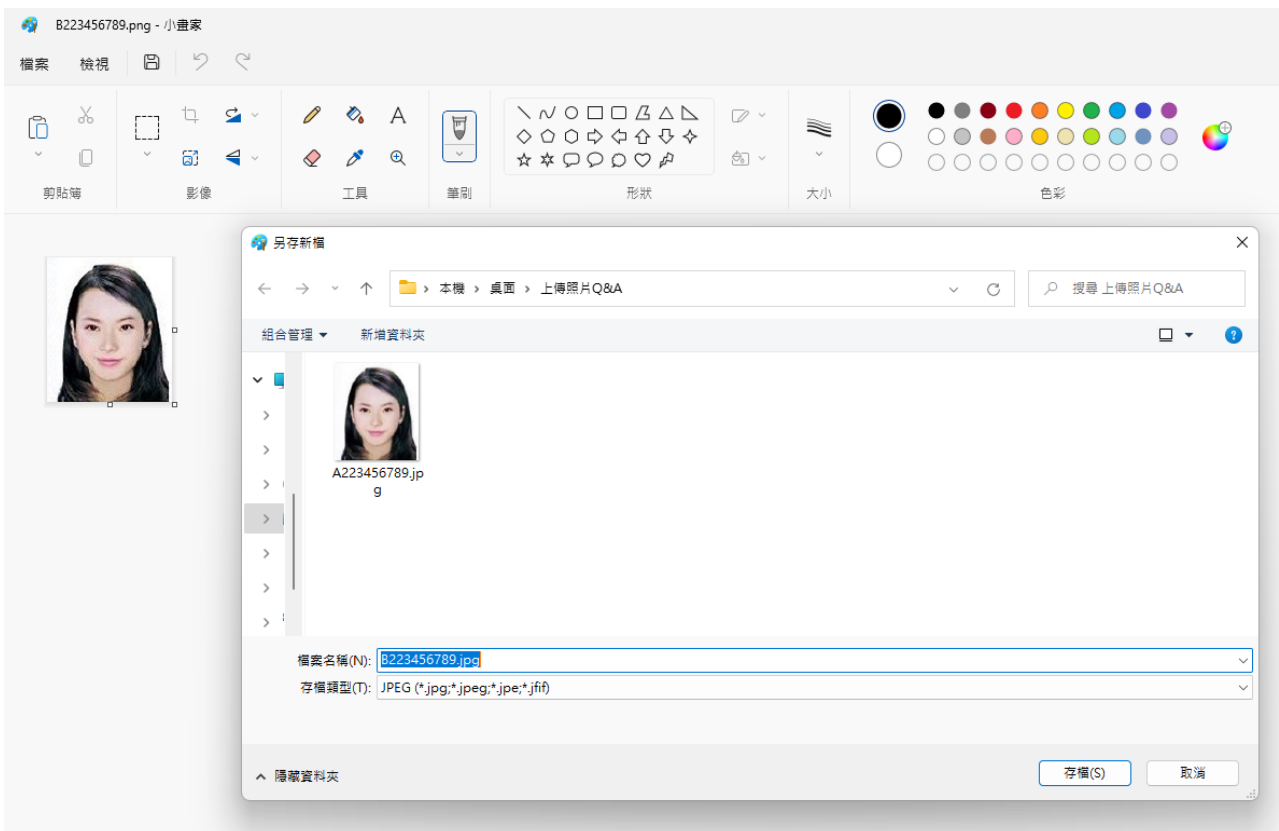 B223456789.png - 小畫家
檔案 檢視
A
剪貼簿 影像 工具 筆刷 形狀 大小 色彩
另存新檔
本機 › 桌面 › 上傳照片Q&A
搜尋 上傳照片Q&A
組合管理 新增資料夾
?
A223456789.jp
g
檔案名稱(N): B223456789.jpg
存檔類型(T): JPEG (*.jpg;*.jpeg;*.jpe;*.jfif)
隱藏資料夾 存檔(S) 取消